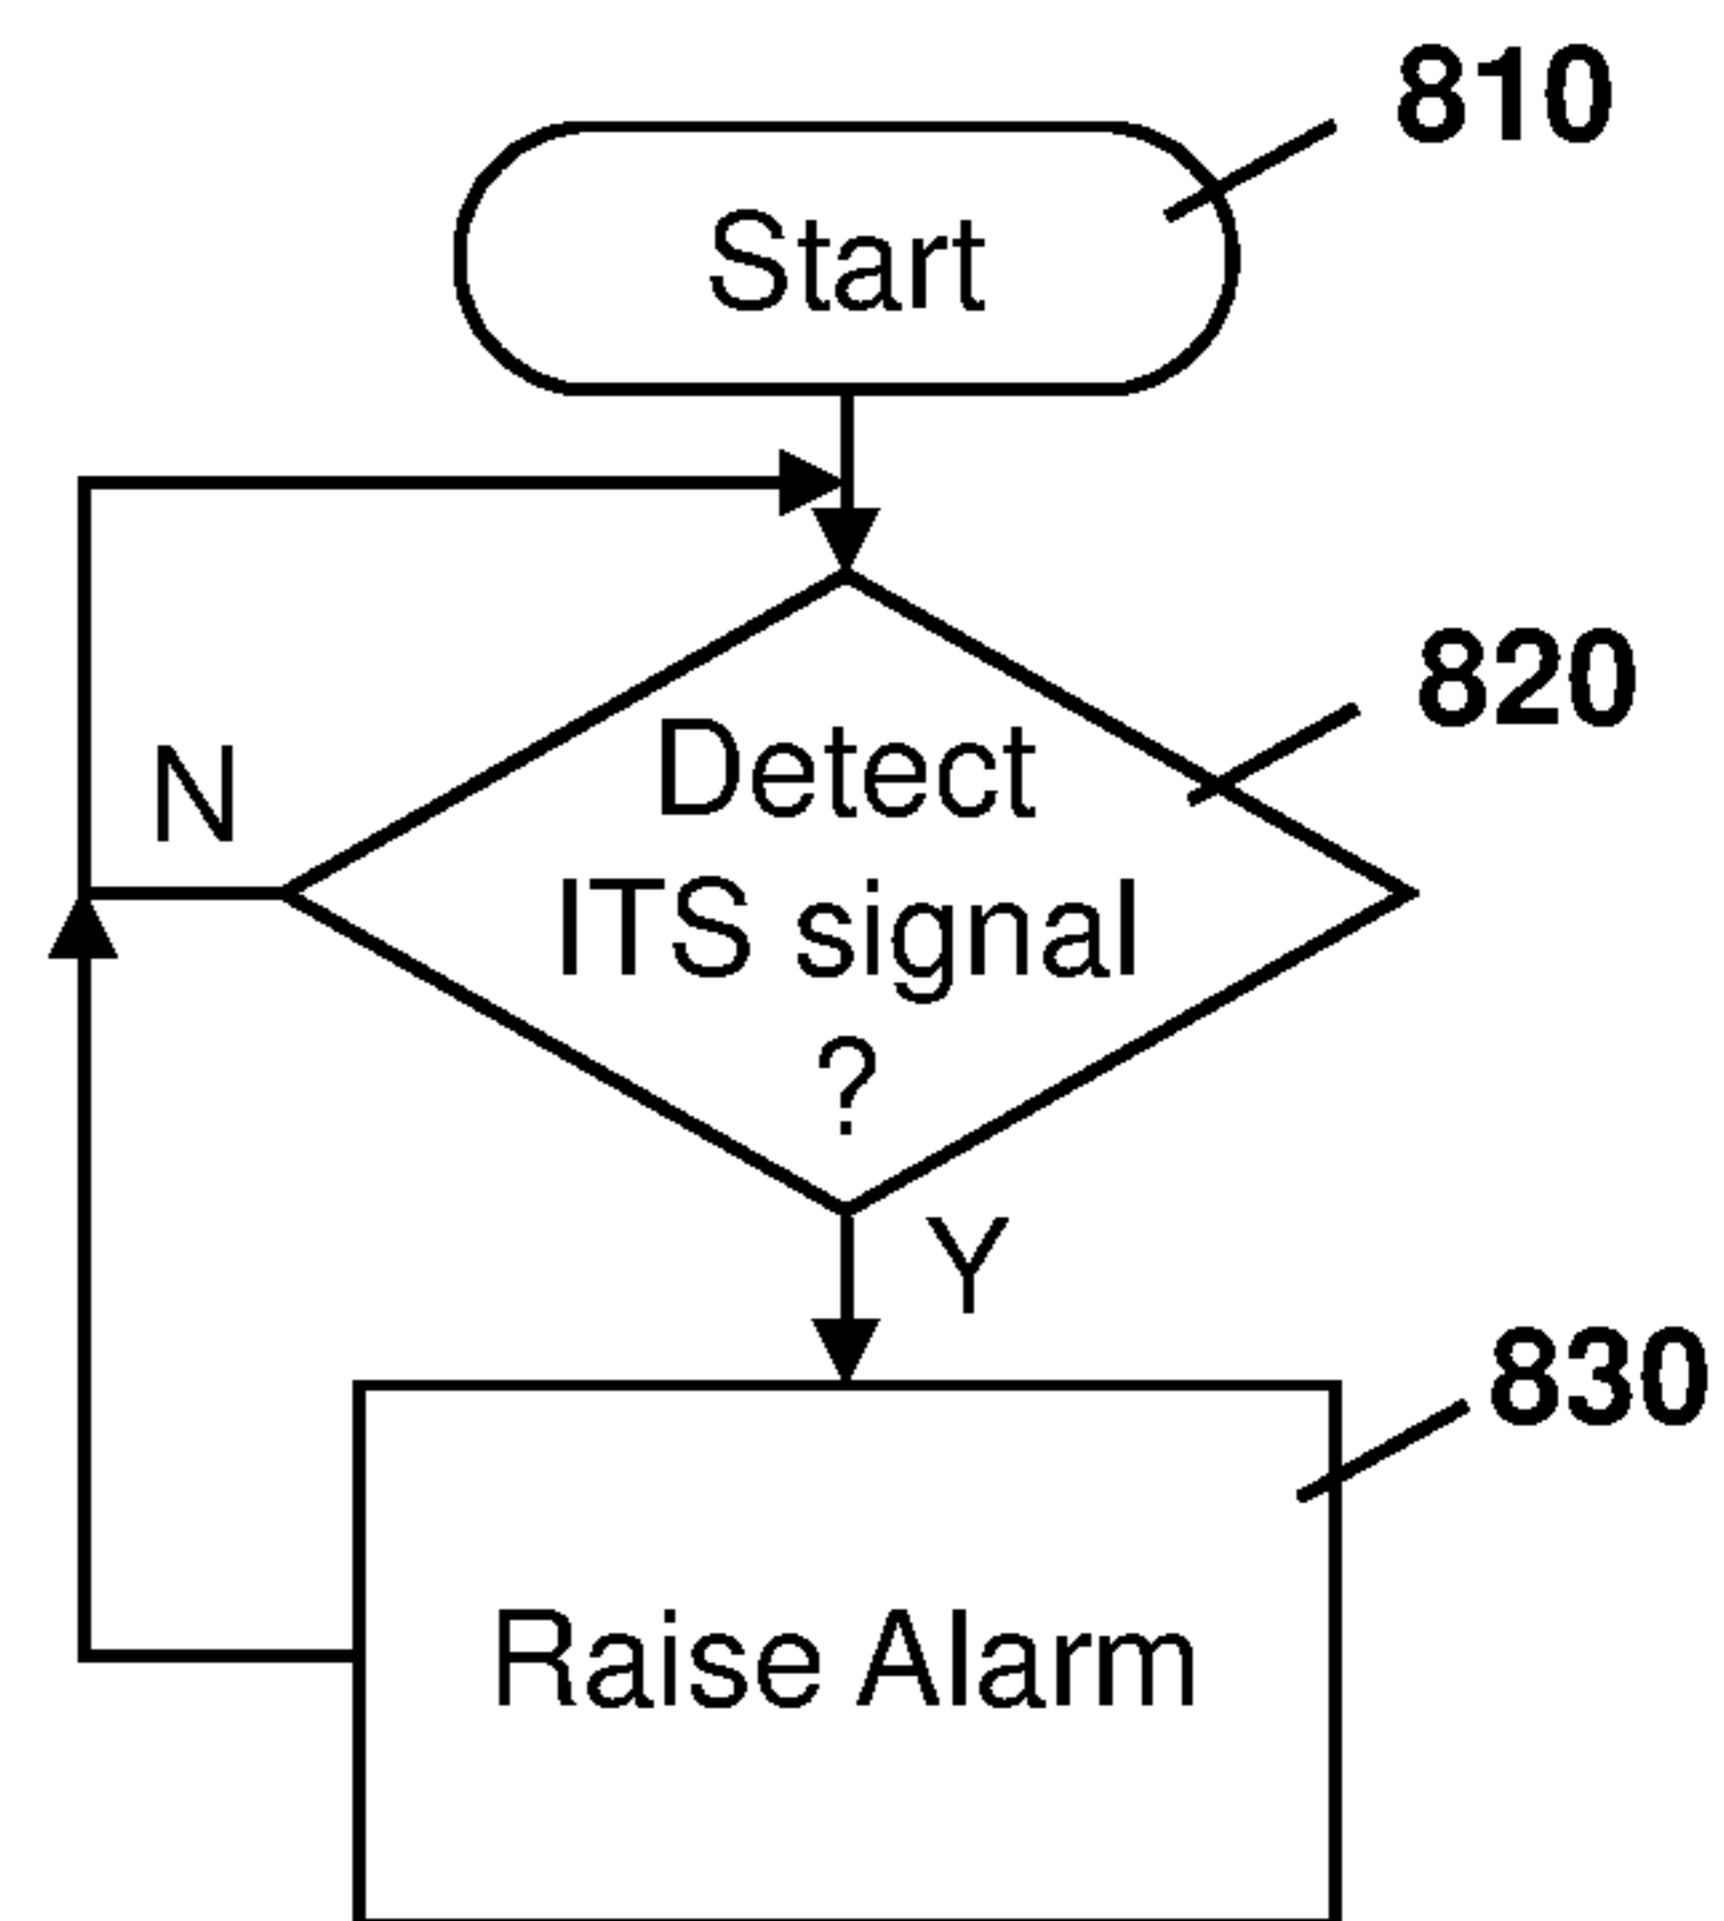 810
Start
820
N
Detect
ITS signal
?
Y
830
Raise Alarm